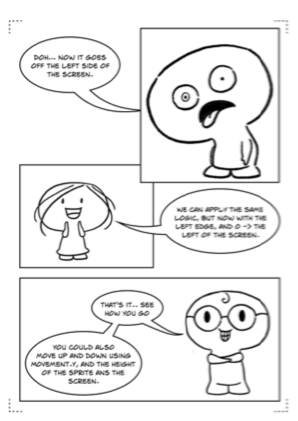 DOH... NOW IT GOES
OFF THE LEFT SIDE OF
THE SCREEN.
WE CAN APPLY THE SAME
LOGIC, BUT NOW WITH THE
LEFT EDGE, AND 0 -> THE
LEFT OF THE SCREEN.
THAT'S IT.. SEE
HOW YOU GO
YOU COULD ALSO
MOVE UP AND DOWN USING
MOVEMENT.Y, AND THE HEIGHT
OF THE SPRITE ANS THE
SCREEN.